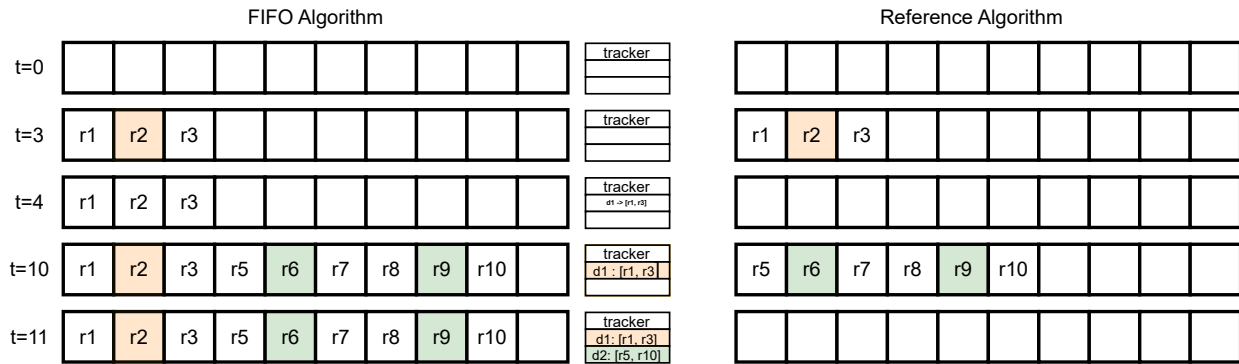 FIFO Algorithm Reference Algorithm
t=0 tracker
t=3 r1 r2 r3 tracker r1 r2 r3
t=4 r1 r2 r3 tracker
d1 -> [r1, r3]
t=10 r1 r2 r3 r5 r6 r7 r8 r9 r10 tracker r5 r6 r7 r8 r9 r10
d1 : [r1, r3]
t=11 r1 r2 r3 r5 r6 r7 r8 r9 r10 tracker
d1: [r1, r3]
d2: [r5, r10]